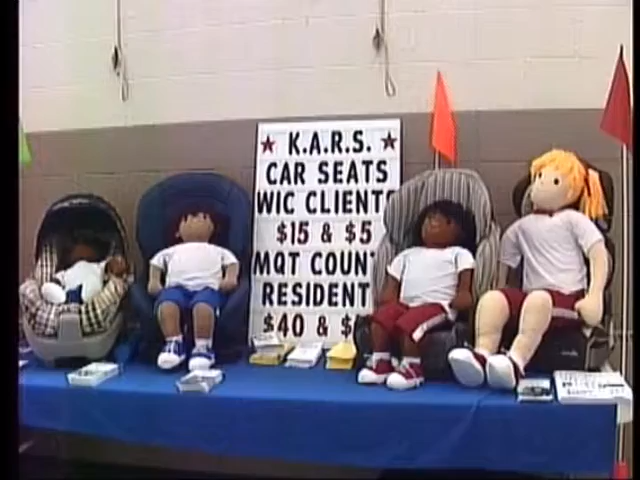 K.A.R.S.
CAR SEATS
WIC CLIENT
$15 & $5
MQT COUN
RESIDENT
$40 & $